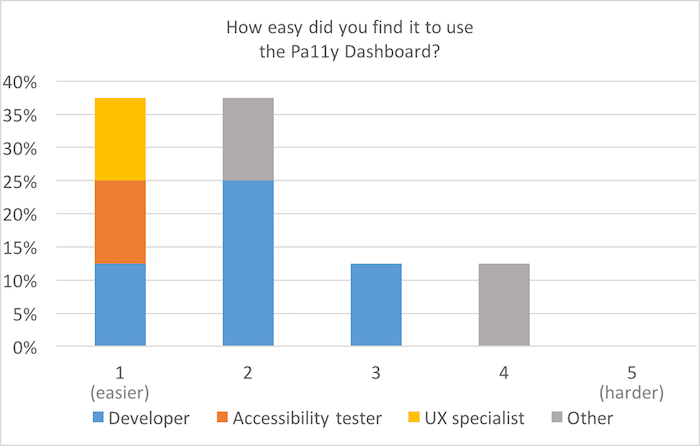 How easy did you find it to use
the Pa11y Dashboard?
40%
35%
30%
25%
20%
15%
10%
5%
0%
1 2 3 4 5
(easier) (harder)
Developer Accessibility tester UX specialist Other